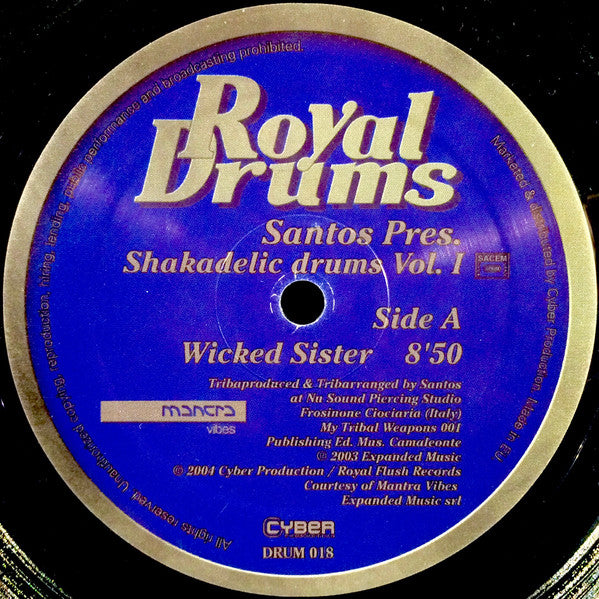 Royal
Drums
Santos Pres.
Shakadelic drums Vol. I
SACEM
Side A
Wicked Sister 8'50
Tribaproduced & Tribarranged by Santos
at Nu Sound Piercing Studio
Frosinone Ciociaria (Italy)
My Tribal Weapons 001
Publishing Ed. Mus. Camaleonte
© 2003 Expanded Music
© 2004 Cyber Production / Royal Flush Records
Courtesy of Mantra Vibes
Expanded Music srl
mantra
vibes
CYBER
DRUM 018
All rights reserved. Unauthorized copying, reproduction, hiring, lending, public performance and broadcasting prohibited.
Marketed & distributed by Cyber Production. Made in EU